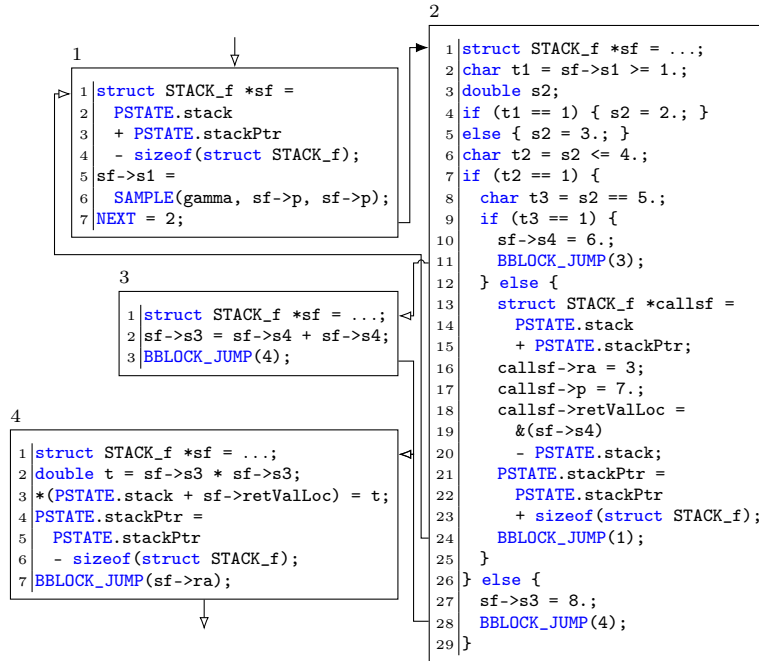 1
1 struct STACK_f *sf =
2   PSTATE.stack
3   + PSTATE.stackPtr
4   - sizeof(struct STACK_f);
5 sf->s1 =
6   SAMPLE(gamma, sf->p, sf->p);
7 NEXT = 2;
2
1 struct STACK_f *sf = ...;
2 char t1 = sf->s1 >= 1.;
3 double s2;
4 if (t1 == 1) { s2 = 2.; }
5 else { s2 = 3.; }
6 char t2 = s2 <= 4.;
7 if (t2 == 1) {
8   char t3 = s2 == 5.;
9   if (t3 == 1) {
10     sf->s4 = 6.;
11     BBLOCK_JUMP(3);
12   } else {
13     struct STACK_f *callsf =
14       PSTATE.stack
15       + PSTATE.stackPtr;
16     callsf->ra = 3;
17     callsf->p = 7.;
18     callsf->retValLoc =
19       &(sf->s4)
20       - PSTATE.stack;
21     PSTATE.stackPtr =
22       PSTATE.stackPtr
23       + sizeof(struct STACK_f);
24     BBLOCK_JUMP(1);
25   }
26 } else {
27   sf->s3 = 8.;
28   BBLOCK_JUMP(4);
29 }
3
1 struct STACK_f *sf = ...;
2 sf->s3 = sf->s4 + sf->s4;
3 BBLOCK_JUMP(4);
4
1 struct STACK_f *sf = ...;
2 double t = sf->s3 * sf->s3;
3 *(PSTATE.stack + sf->retValLoc) = t;
4 PSTATE.stackPtr =
5   PSTATE.stackPtr
6   - sizeof(struct STACK_f);
7 BBLOCK_JUMP(sf->ra);